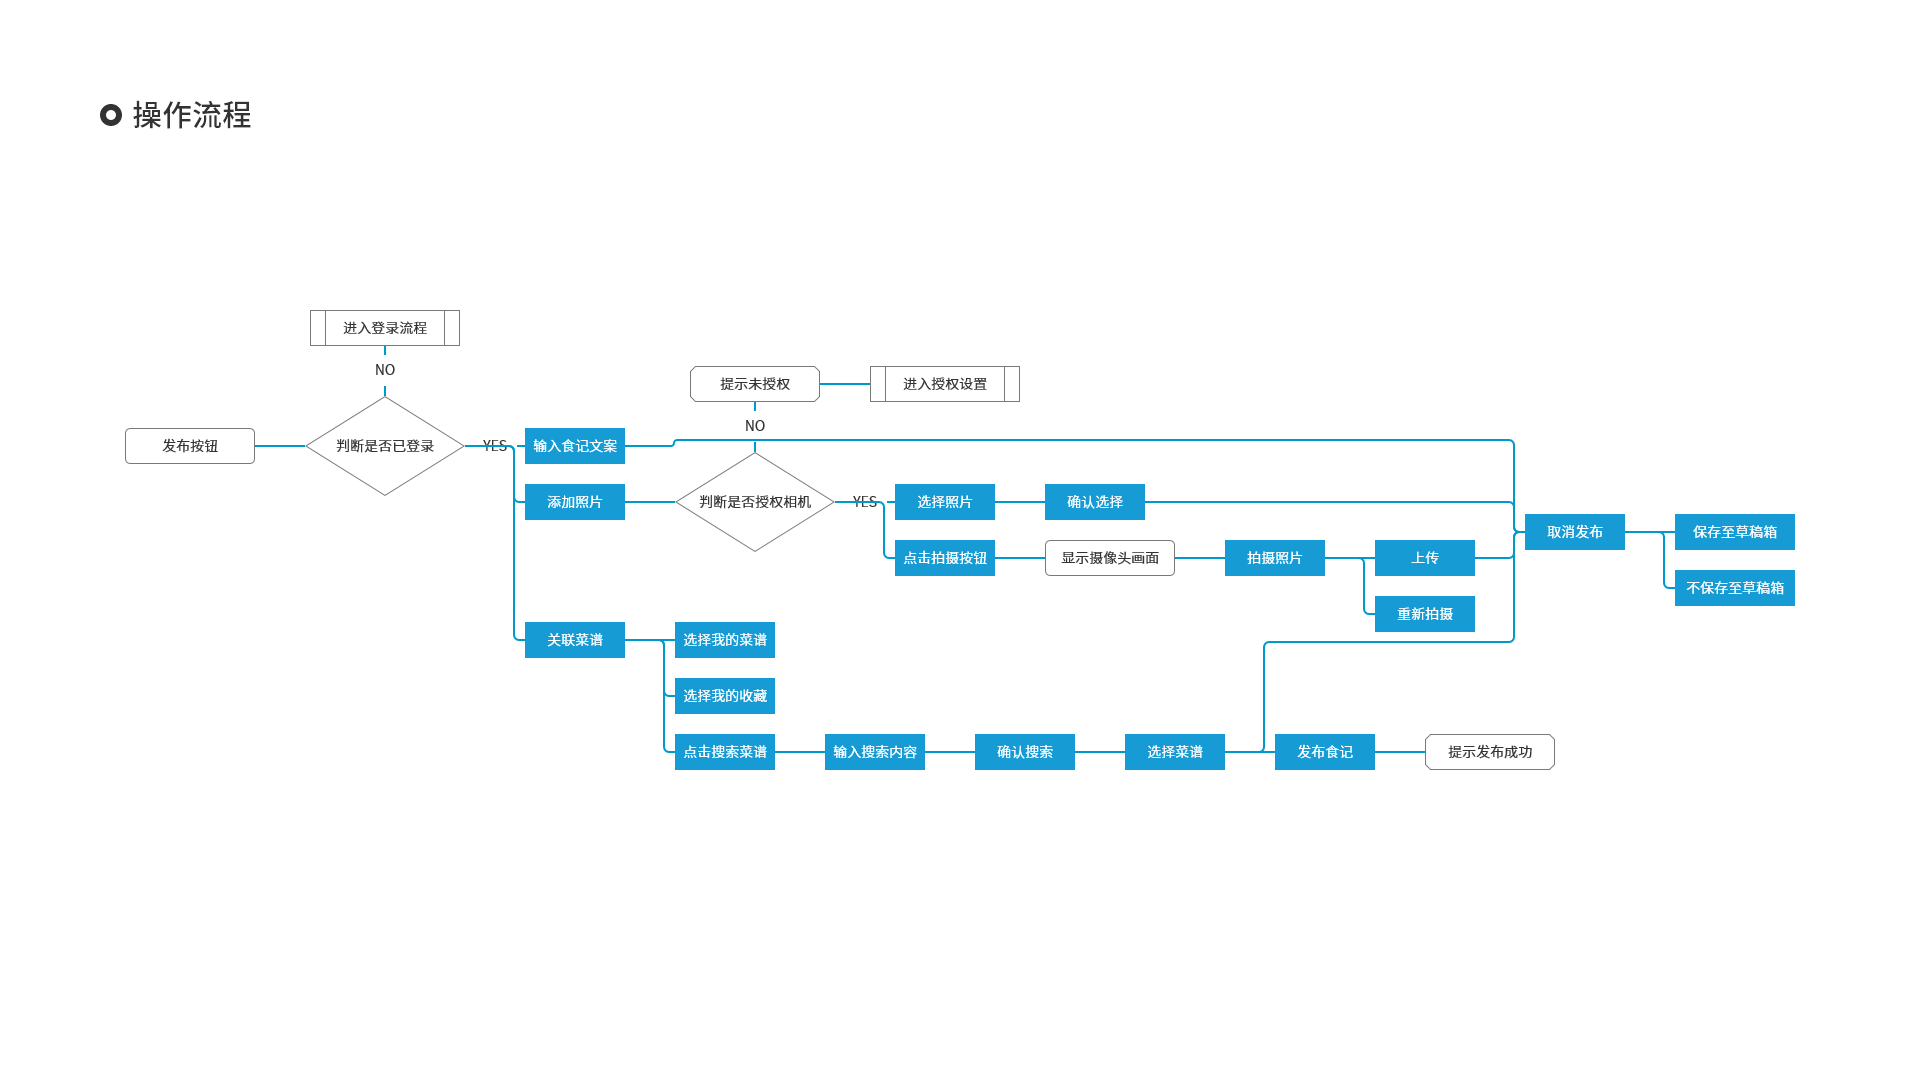 操作流程
进入登录流程
NO
提示未授权
进入授权设置
NO
发布按钮
判断是否已登录
YES
输入食记文案
添加照片
判断是否授权相机
YES
选择照片
确认选择
取消发布
保存至草稿箱
点击拍摄按钮
显示摄像头画面
拍摄照片
上传
不保存至草稿箱
重新拍摄
关联菜谱
选择我的菜谱
选择我的收藏
点击搜索菜谱
输入搜索内容
确认搜索
选择菜谱
发布食记
提示发布成功